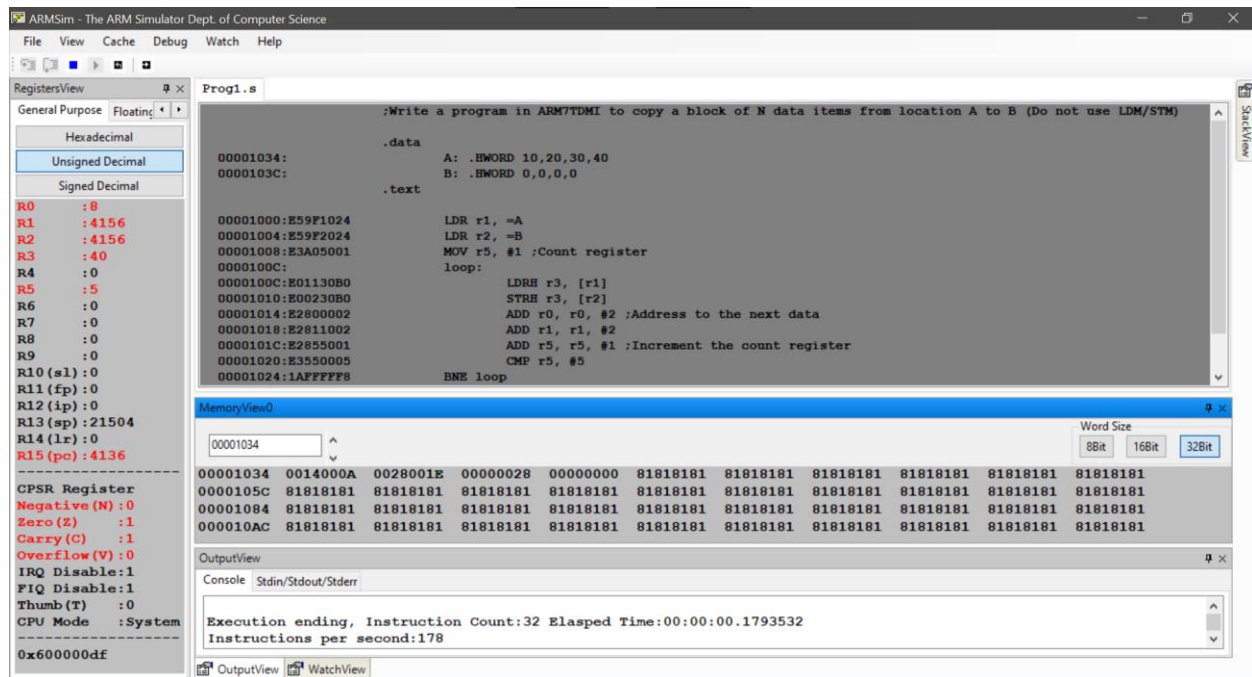 ARMSim - The ARM Simulator Dept. of Computer Science
File View Cache Debug Watch Help
RegistersView
General Purpose Floating
Hexadecimal
Unsigned Decimal
Signed Decimal
R0 :8
R1 :4156
R2 :4156
R3 :40
R4 :0
R5 :5
R6 :0
R7 :0
R8 :0
R9 :0
R10(sl):0
R11(fp):0
R12(ip):0
R13(sp):21504
R14(lr):0
R15(pc):4136
------------------
CPSR Register
Negative(N):0
Zero(Z) :1
Carry(C) :1
Overflow(V):0
IRQ Disable:1
FIQ Disable:1
Thumb(T) :0
CPU Mode :System
------------------
0x600000df
Prog1.s
;Write a program in ARM7TDMI to copy a block of N data items from location A to B (Do not use LDM/STM)
.data
00001034: A: .HWORD 10,20,30,40
0000103C: B: .HWORD 0,0,0,0
.text
00001000:E59F1024 LDR r1, =A
00001004:E59F2024 LDR r2, =B
00001008:E3A05001 MOV r5, #1 ;Count register
0000100C: loop:
0000100C:E01130B0 LDRH r3, [r1]
00001010:E00230B0 STRH r3, [r2]
00001014:E2800002 ADD r0, r0, #2 ;Address to the next data
00001018:E2811002 ADD r1, r1, #2
0000101C:E2855001 ADD r5, r5, #1 ;Increment the count register
00001020:E3550005 CMP r5, #5
00001024:1AFFFFF8 BNE loop
StackView
MemoryView0
00001034
Word Size
8Bit 16Bit 32Bit
00001034 0014000A 0028001E 00000028 00000000 81818181 81818181 81818181 81818181 81818181 81818181
0000105C 81818181 81818181 81818181 81818181 81818181 81818181 81818181 81818181 81818181 81818181
00001084 81818181 81818181 81818181 81818181 81818181 81818181 81818181 81818181 81818181 81818181
000010AC 81818181 81818181 81818181 81818181 81818181 81818181 81818181 81818181 81818181 81818181
OutputView
Console Stdin/Stdout/Stderr
Execution ending, Instruction Count:32 Elasped Time:00:00:00.1793532
Instructions per second:178
OutputView WatchView